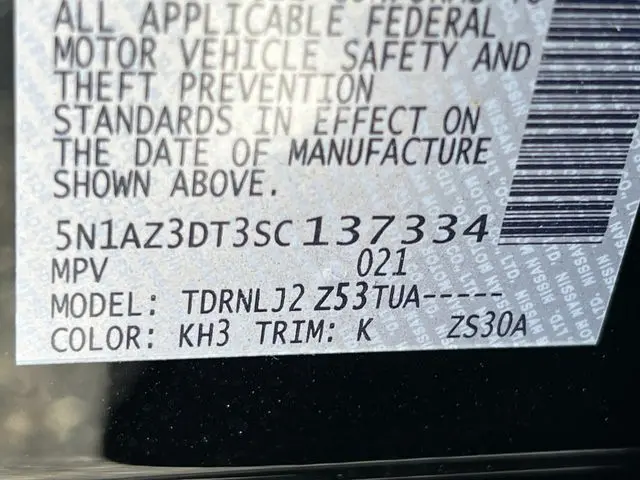 ALL APPLICABLE FEDERAL
MOTOR VEHICLE SAFETY AND
THEFT PREVENTION
STANDARDS IN EFFECT ON
THE DATE OF MANUFACTURE
SHOWN ABOVE.
5N1AZ3DT3SC137334
MPV 021
MODEL: TDRNLJ2 Z53TUA-----
COLOR: KH3 TRIM: K ZS30A